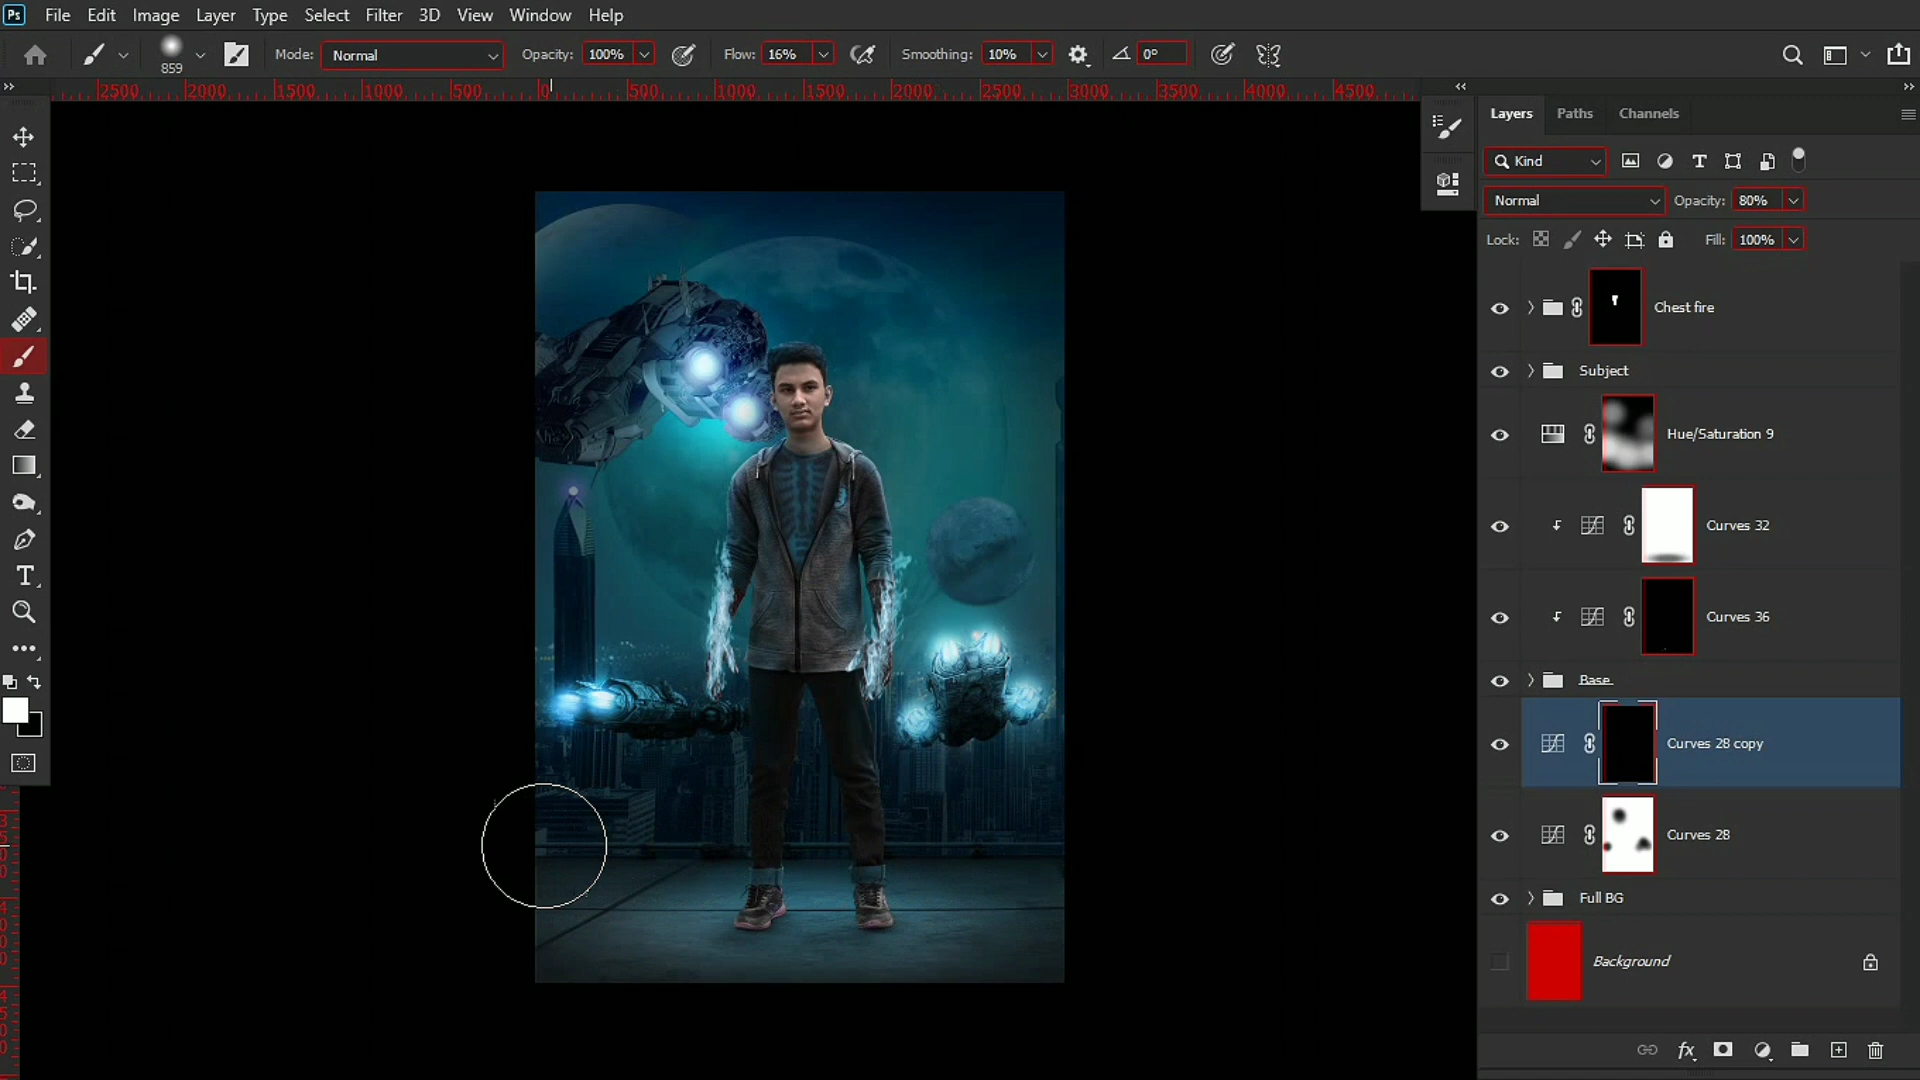 Ps File Edit Image Layer Type Select Filter 3D View Window Help
859 Mode: Normal Opacity: 100% Flow: 16% Smoothing: 10% 0°
2500 2000 1500 1000 500 0 500 1000 1500 2000 2500 3000 3500 4000 4500
Layers Paths Channels
Kind
Normal Opacity: 80%
Lock: Fill: 100%
Chest fire
Subject
Hue/Saturation 9
Curves 32
Curves 36
Base
Curves 28 copy
Curves 28
Full BG
Background
fx